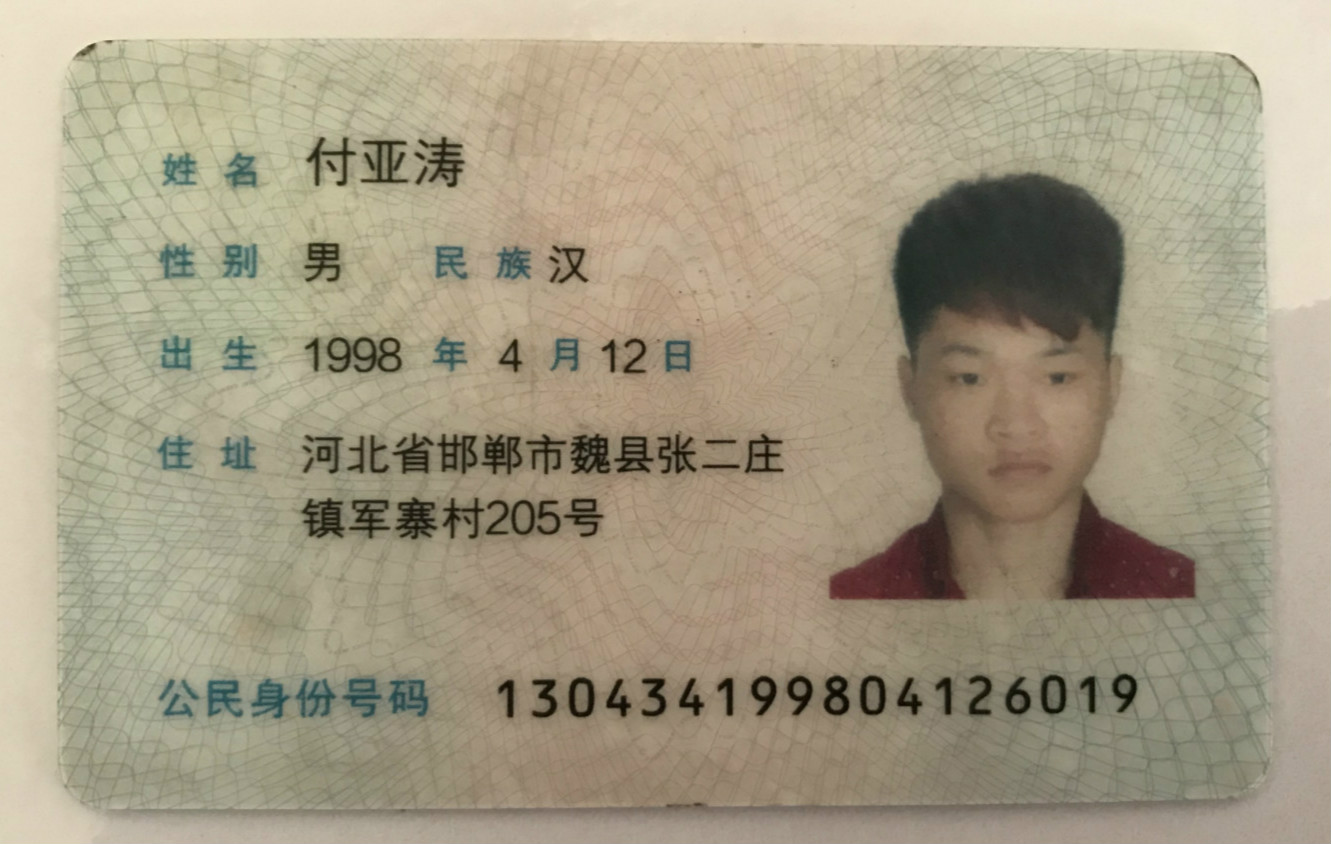 姓名 付亚涛
性别 男 民族 汉
出生 1998 年 4 月 12 日
住址 河北省邯郸市魏县张二庄
镇军寨村205号
公民身份号码 130434199804126019